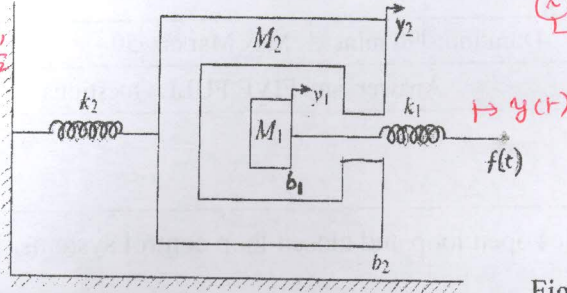 y₂
M₂
k₂
y₁
k₁
y(t)
M₁
f(t)
b₁
b₂
Fig